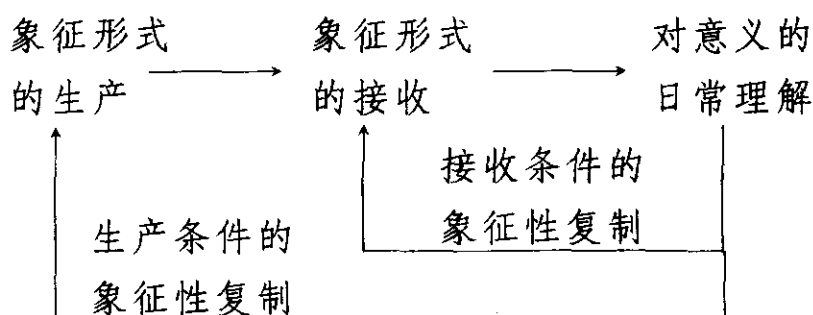 象征形式
的生产
象征形式
的接收
对意义的
日常理解
接收条件的
象征性复制
生产条件的
象征性复制